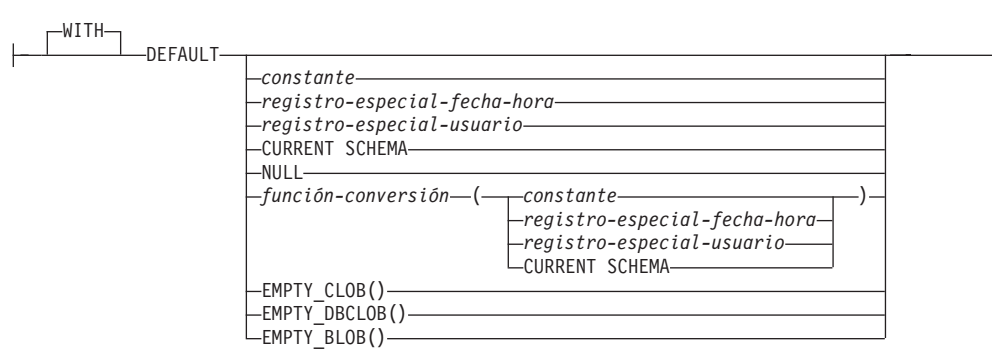 WITH
DEFAULT
constante
registro-especial-fecha-hora
registro-especial-usuario
CURRENT SCHEMA
NULL
función-conversión ( constante )
registro-especial-fecha-hora
registro-especial-usuario
CURRENT SCHEMA
EMPTY_CLOB()
EMPTY_DBCLOB()
EMPTY_BLOB()